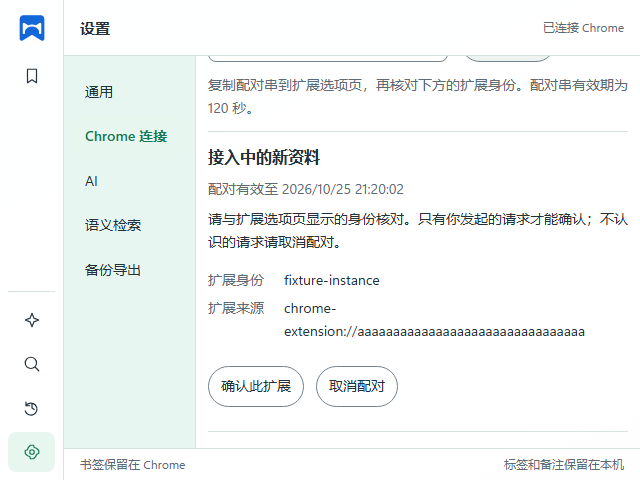 设置
已连接 Chrome
通用
Chrome 连接
AI
语义检索
备份导出
复制配对串到扩展选项页，再核对下方的扩展身份。配对串有效期为
120 秒。
接入中的新资料
配对有效至 2026/10/25 21:20:02
请与扩展选项页显示的身份核对。只有你发起的请求才能确认；不认
识的请求请取消配对。
扩展身份 fixture-instance
扩展来源 chrome-
extension://aaaaaaaaaaaaaaaaaaaaaaaaaaaaaaaa
确认此扩展 取消配对
书签保留在 Chrome
标签和备注保留在本机